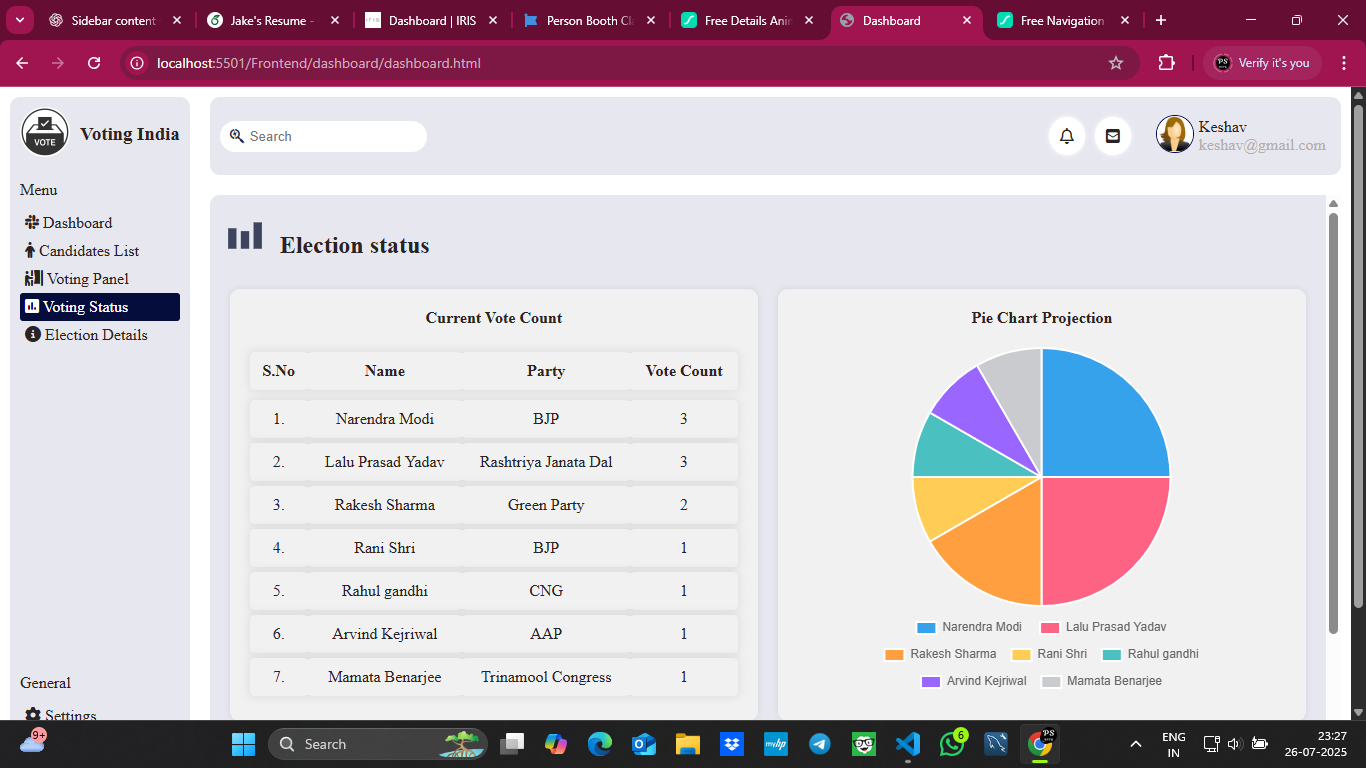 Sidebar content
Jake's Resume -
Dashboard | IRIS
Person Booth Cla
Free Details Anin
Dashboard
Free Navigation
localhost:5501/Frontend/dashboard/dashboard.html
Verify it's you
VOTE
Voting India
Search
Keshav
keshav@gmail.com
Menu
Dashboard
Candidates List
Voting Panel
Voting Status
Election Details
General
Settings
Election status
Current Vote Count
S.No Name Party Vote Count
1. Narendra Modi BJP 3
2. Lalu Prasad Yadav Rashtriya Janata Dal 3
3. Rakesh Sharma Green Party 2
4. Rani Shri BJP 1
5. Rahul gandhi CNG 1
6. Arvind Kejriwal AAP 1
7. Mamata Benarjee Trinamool Congress 1
Pie Chart Projection
Narendra Modi Lalu Prasad Yadav
Rakesh Sharma Rani Shri Rahul gandhi
Arvind Kejriwal Mamata Benarjee
9+
Search
myhp
6
PS
ENG
IN
23:27
26-07-2025